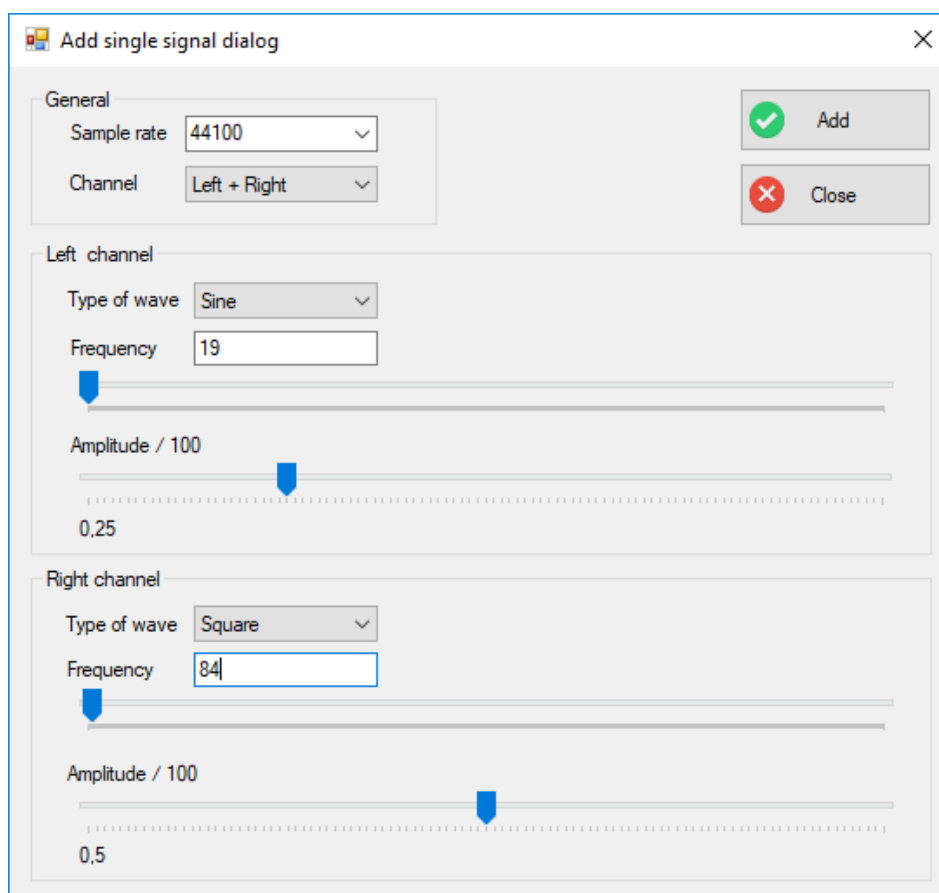 Add single signal dialog
General
Sample rate 44100
Add
Channel Left + Right
Close
Left channel
Type of wave Sine
Frequency 19
Amplitude / 100
0,25
Right channel
Type of wave Square
Frequency 84
Amplitude / 100
0,5